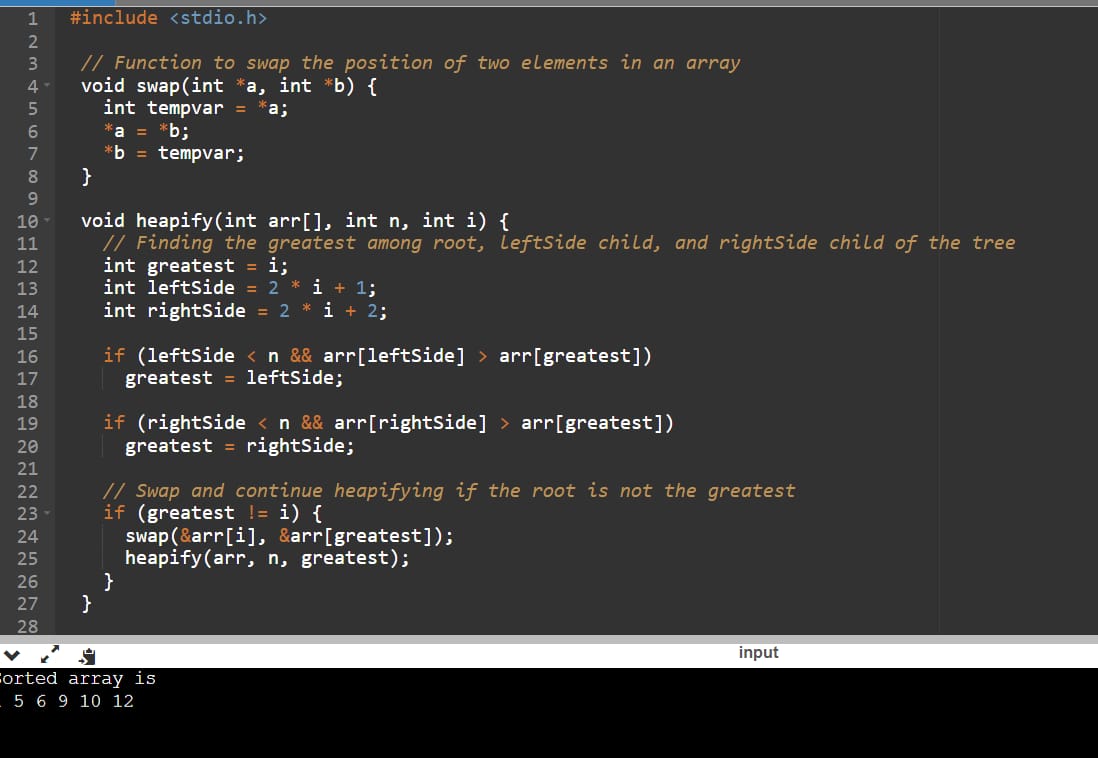 1 #include <stdio.h>
2
3 // Function to swap the position of two elements in an array
4 void swap(int *a, int *b) {
5 int tempvar = *a;
6 *a = *b;
7 *b = tempvar;
8 }
9
10 void heapify(int arr[], int n, int i) {
11 // Finding the greatest among root, leftSide child, and rightSide child of the tree
12 int greatest = i;
13 int leftSide = 2 * i + 1;
14 int rightSide = 2 * i + 2;
15
16 if (leftSide < n && arr[leftSide] > arr[greatest])
17 greatest = leftSide;
18
19 if (rightSide < n && arr[rightSide] > arr[greatest])
20 greatest = rightSide;
21
22 // Swap and continue heapifying if the root is not the greatest
23 if (greatest != i) {
24 swap(&arr[i], &arr[greatest]);
25 heapify(arr, n, greatest);
26 }
27 }
28
input
Sorted array is
5 6 9 10 12